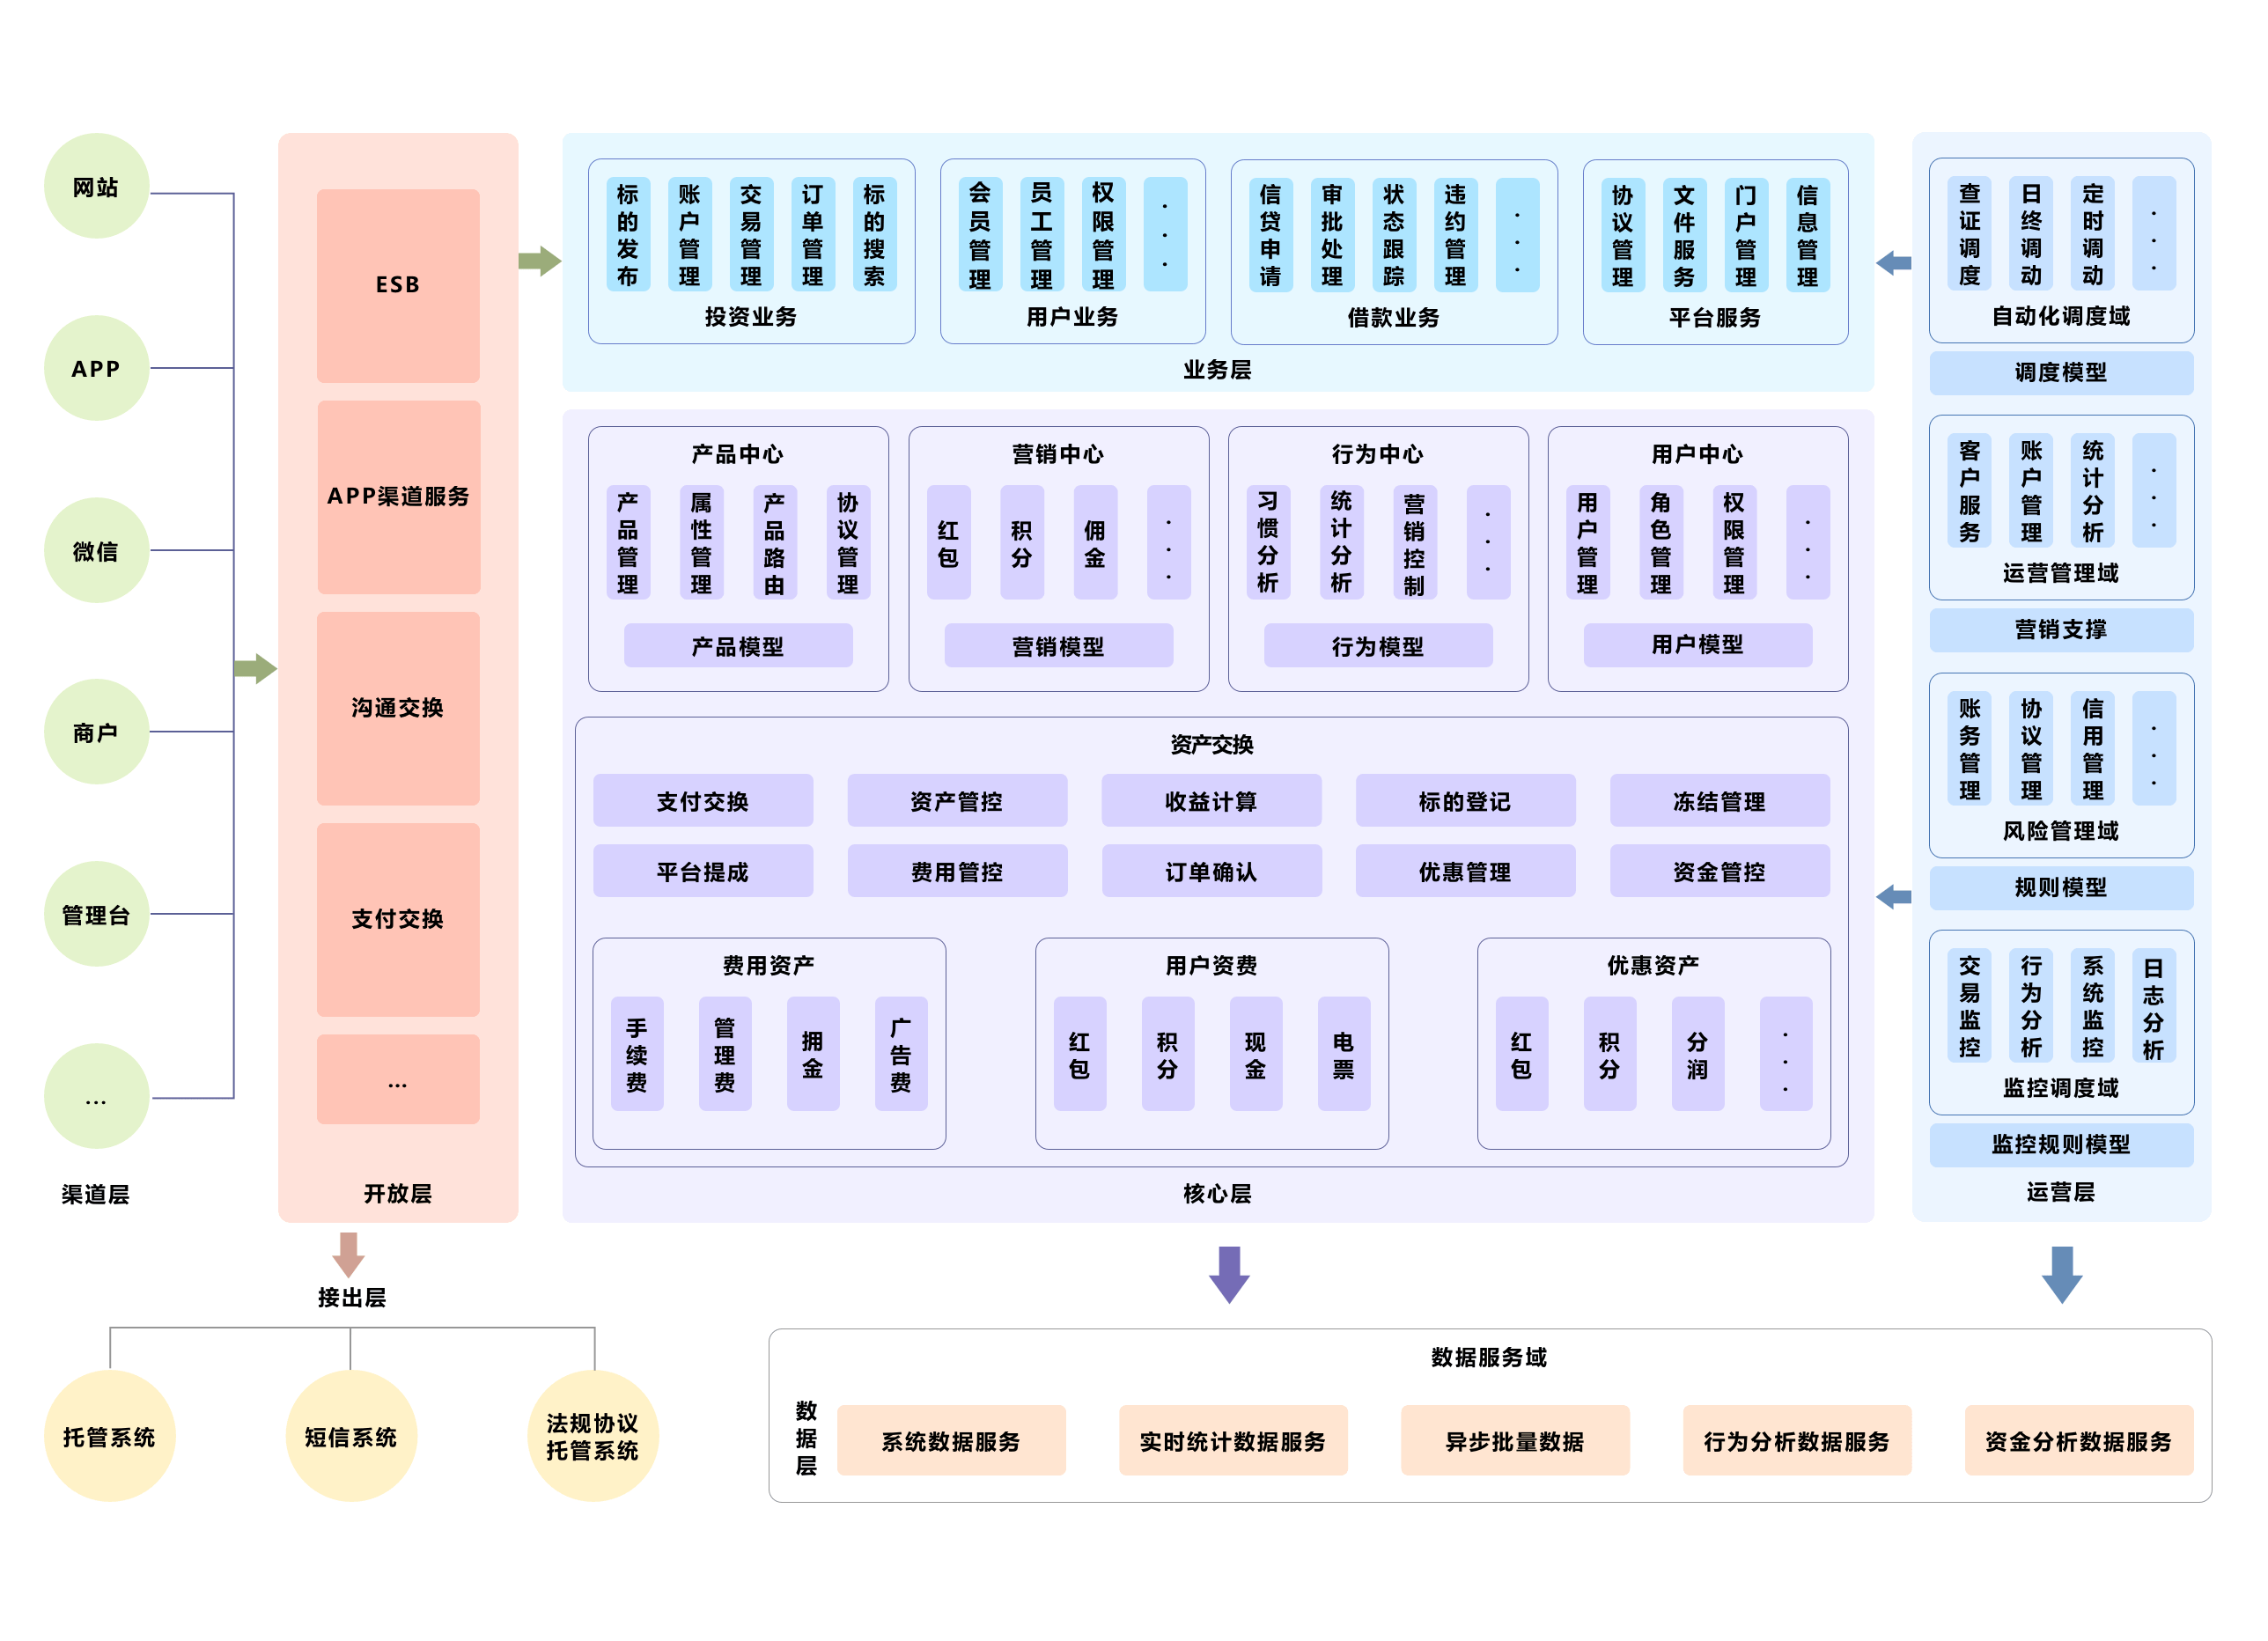 网站
APP
微信
商户
管理台
...
渠道层
ESB
APP渠道服务
沟通交换
支付交换
...
开放层
标的发布
账户管理
交易管理
订单管理
标的搜索
投资业务
会员管理
员工管理
权限管理
...
用户业务
信贷申请
审批处理
状态跟踪
违约管理
...
借款业务
协议管理
文件服务
门户管理
信息管理
平台服务
业务层
产品中心
产品管理
属性管理
产品路由
协议管理
产品模型
营销中心
红包
积分
佣金
...
营销模型
行为中心
习惯分析
统计分析
营销控制
...
行为模型
用户中心
用户管理
角色管理
权限管理
...
用户模型
资产交换
支付交换
资产管控
收益计算
标的登记
冻结管理
平台提成
费用管控
订单确认
优惠管理
资金管控
费用资产
手续费
管理费
拥金
广告费
用户资费
红包
积分
现金
电票
优惠资产
红包
积分
分润
...
核心层
查证调度
日终调动
定时调动
...
自动化调度域
调度模型
客户服务
账户管理
统计分析
...
运营管理域
营销支撑
账务管理
协议管理
信用管理
...
风险管理域
规则模型
交易监控
行为分析
系统监控
日志分析
监控调度域
监控规则模型
运营层
接出层
托管系统
短信系统
法规协议
托管系统
数据服务域
数据层
系统数据服务
实时统计数据服务
异步批量数据
行为分析数据服务
资金分析数据服务